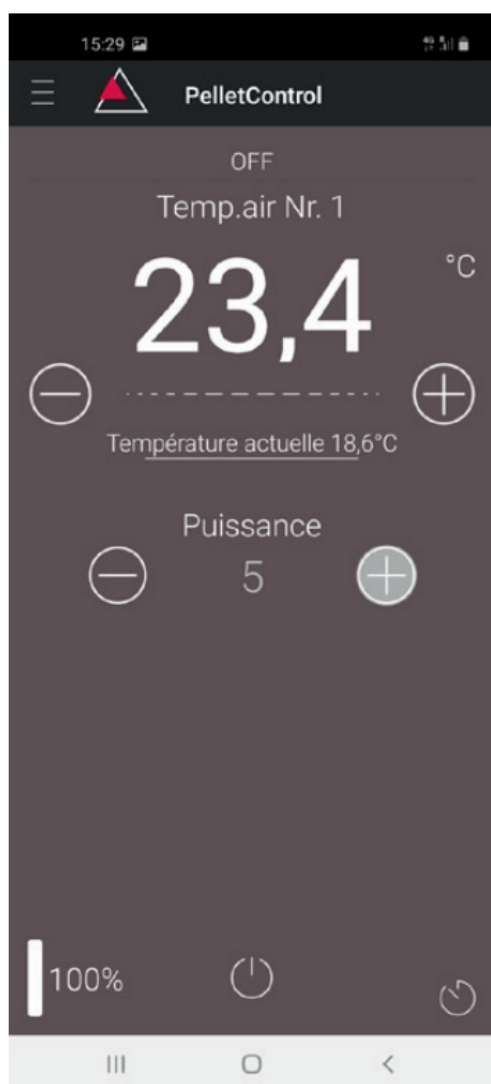 15:29
PelletControl
OFF
Temp.air Nr. 1
23,4 °C
Température actuelle 18,6°C
Puissance
5
100%